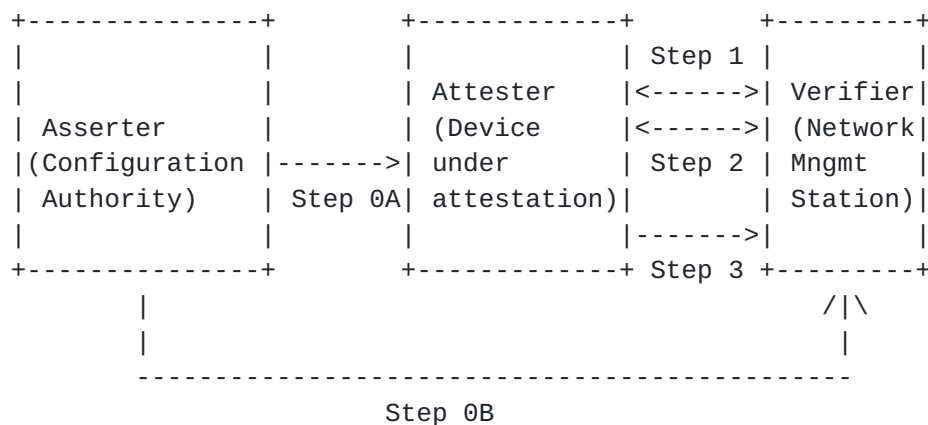 +---------------+        +-------------+        +---------+
|               |        |             | Step 1 |         |
|               |        | Attester    |<------>| Verifier|
| Asserter      |        | (Device     |<------>| (Network|
|(Configuration |------->| under       | Step 2 | Mngmt   |
| Authority)    | Step 0A| attestation)|        | Station)|
|               |        |             |------->|         |
+---------------+        +-------------+ Step 3 +---------+
        |                                           /|\
        |                                            |
        ----------------------------------------------
                        Step 0B